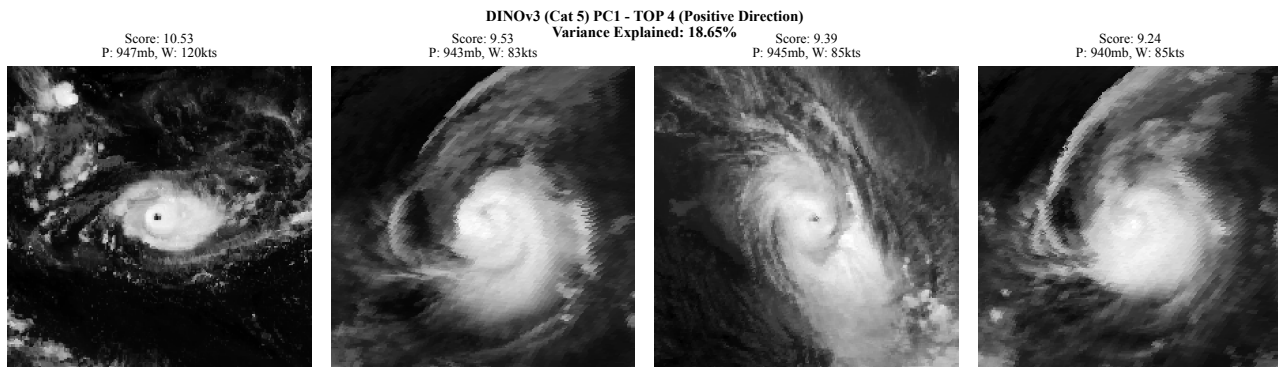 DINOv3 (Cat 5) PC1 - TOP 4 (Positive Direction)
Variance Explained: 18.65%
Score: 10.53
P: 947mb, W: 120kts
Score: 9.53
P: 943mb, W: 83kts
Score: 9.39
P: 945mb, W: 85kts
Score: 9.24
P: 940mb, W: 85kts